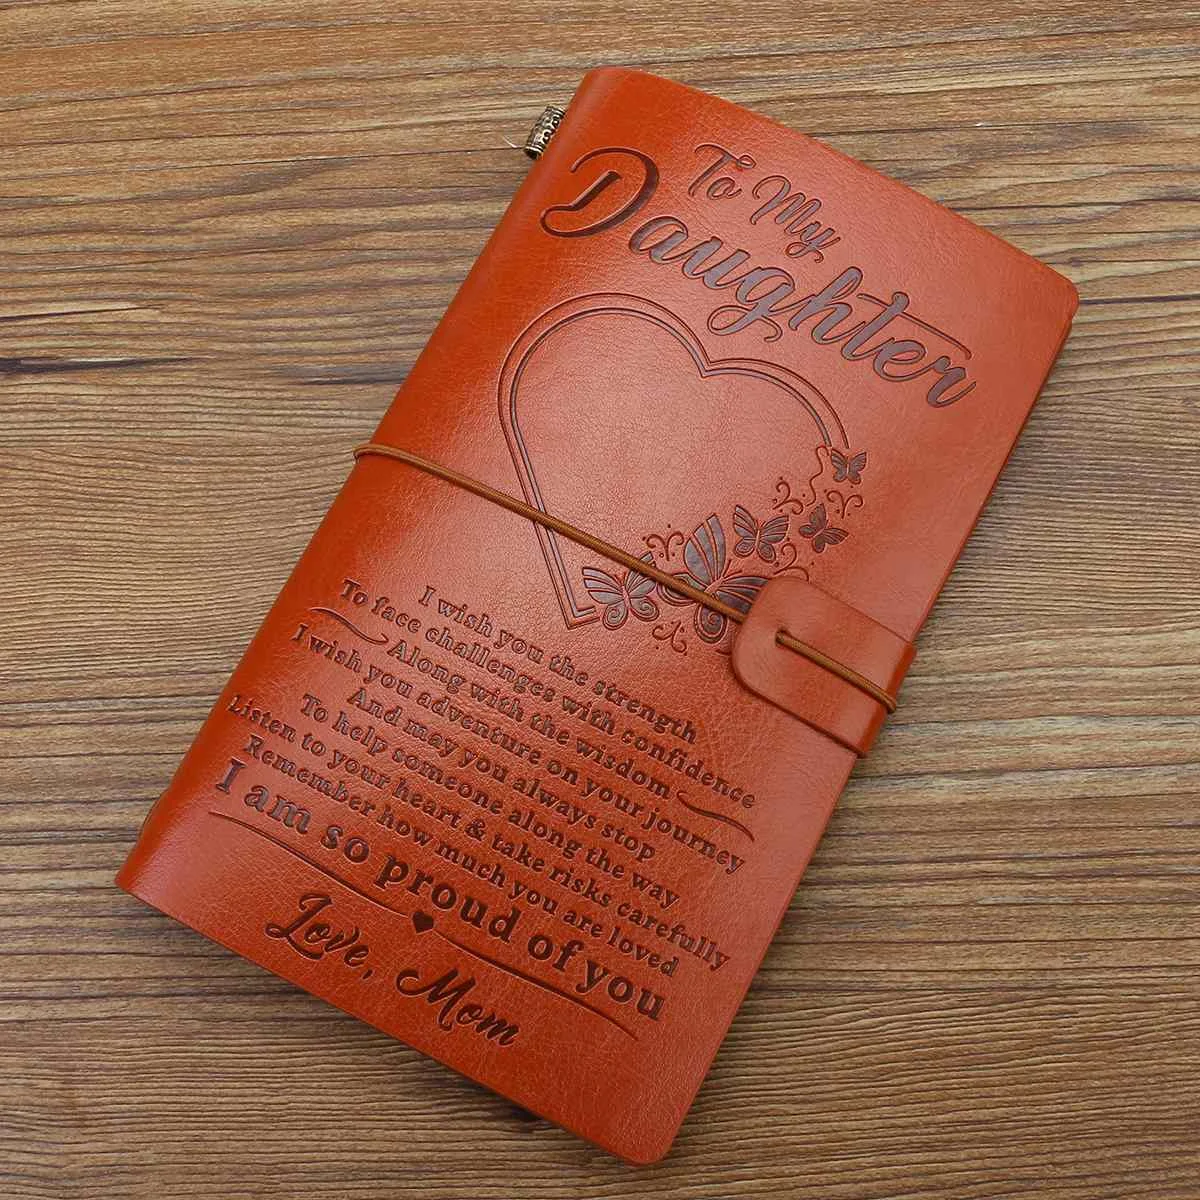 To My
Daughter
I wish you the strength
To face challenges with confidence
Along with the wisdom
I wish you adventure on your journey
And may you always stop
To help someone along the way
Listen to your heart & take risks carefully
Remember how much you are loved
I am so proud of you
Love, Mom